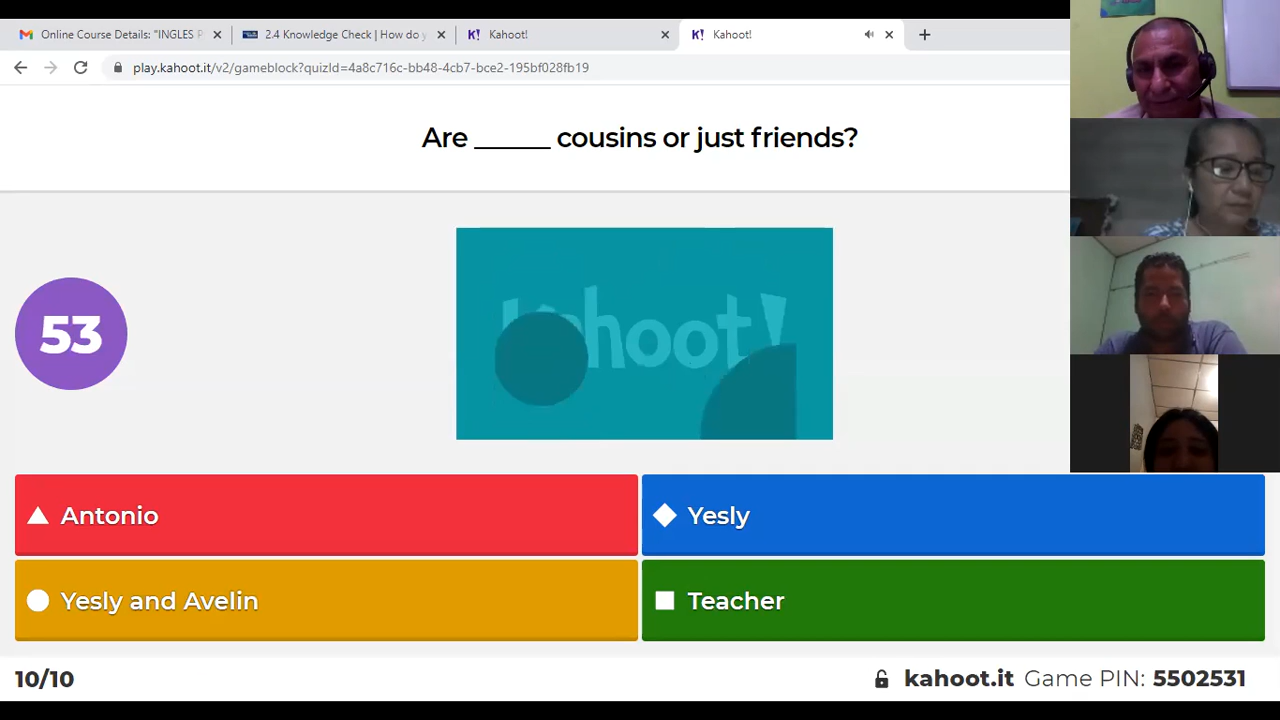 Online Course Details: "INGLES P
2.4 Knowledge Check | How do y
K! Kahoot!
K! Kahoot!
play.kahoot.it/v2/gameblock?quizId=4a8c716c-bb48-4cb7-bce2-195bf028fb19
Are ______ cousins or just friends?
53
Kahoot!
Antonio
Yesly
Yesly and Avelin
Teacher
10/10
kahoot.it Game PIN: 5502531